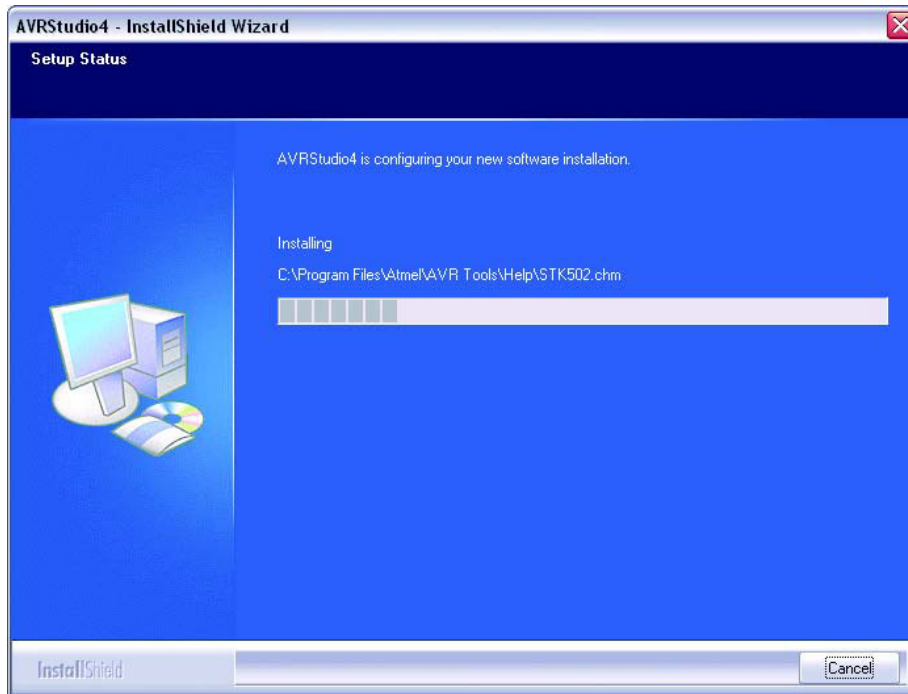 AVRStudio4 - InstallShield Wizard
Setup Status
AVRStudio4 is configuring your new software installation.
Installing
C:\Program Files\Atmel\AVR Tools\Help\STK502.chm
InstallShield
Cancel